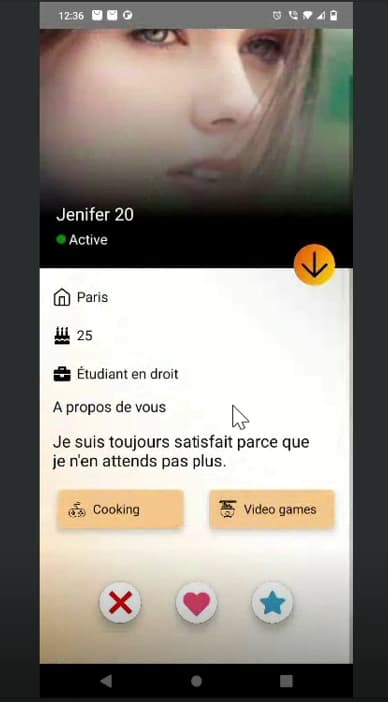 12:36
Jenifer 20
Active
Paris
25
Étudiant en droit
A propos de vous
Je suis toujours satisfait parce que
je n'en attends pas plus.
Cooking
Video games